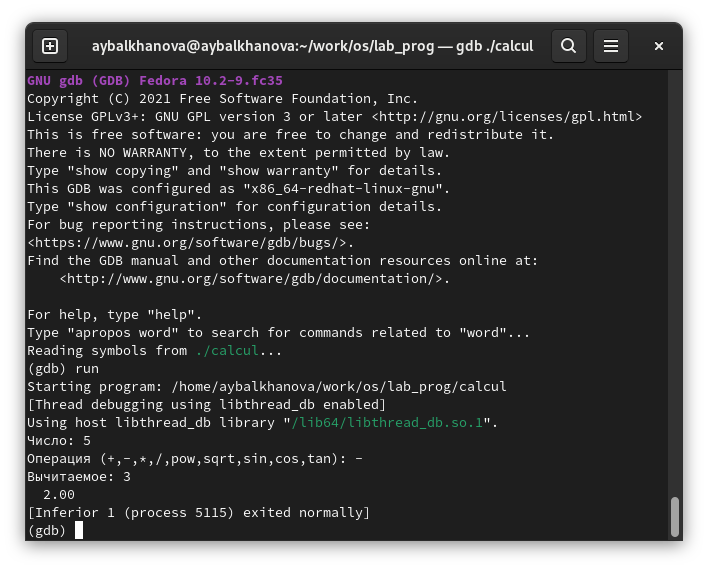 aybalkhanova@aybalkhanova:~/work/os/lab_prog — gdb ./calcul
GNU gdb (GDB) Fedora 10.2-9.fc35
Copyright (C) 2021 Free Software Foundation, Inc.
License GPLv3+: GNU GPL version 3 or later <http://gnu.org/licenses/gpl.html>
This is free software: you are free to change and redistribute it.
There is NO WARRANTY, to the extent permitted by law.
Type "show copying" and "show warranty" for details.
This GDB was configured as "x86_64-redhat-linux-gnu".
Type "show configuration" for configuration details.
For bug reporting instructions, please see:
<https://www.gnu.org/software/gdb/bugs/>.
Find the GDB manual and other documentation resources online at:
    <http://www.gnu.org/software/gdb/documentation/>.

For help, type "help".
Type "apropos word" to search for commands related to "word"...
Reading symbols from ./calcul...
(gdb) run
Starting program: /home/aybalkhanova/work/os/lab_prog/calcul
[Thread debugging using libthread_db enabled]
Using host libthread_db library "/lib64/libthread_db.so.1".
Число: 5
Операция (+,-,*,/,pow,sqrt,sin,cos,tan): -
Вычитаемое: 3
  2.00
[Inferior 1 (process 5115) exited normally]
(gdb)